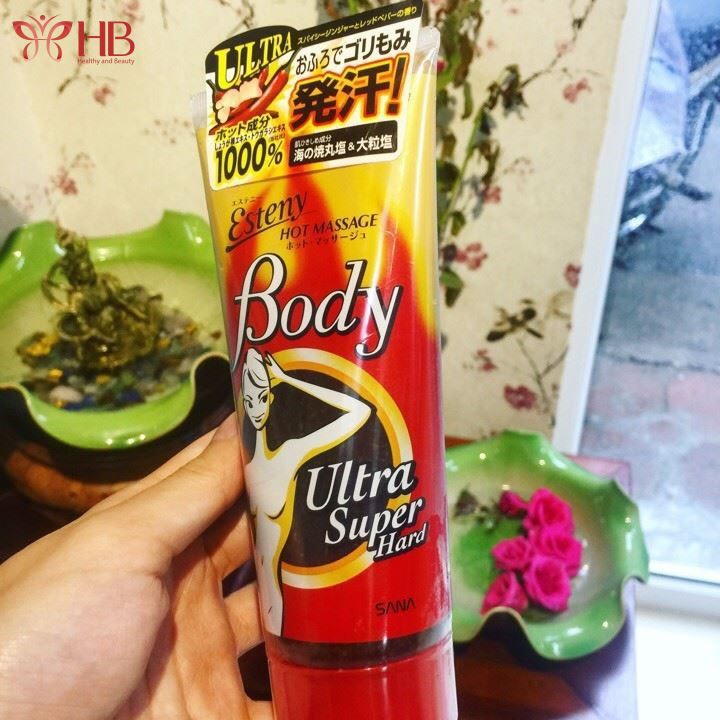 HB
Healthy and Beauty
スパイシージンジャーとレッドペパーの香り
ULTRA
おふろでゴリもみ
発汗!
ホット成分
1000%
肌ひきしめ成分
海の焼丸塩&大粒塩
エステニー
Esteny
HOT MASSAGE
ホット・マッサージュ
Body
Ultra
Super
Hard
SANA